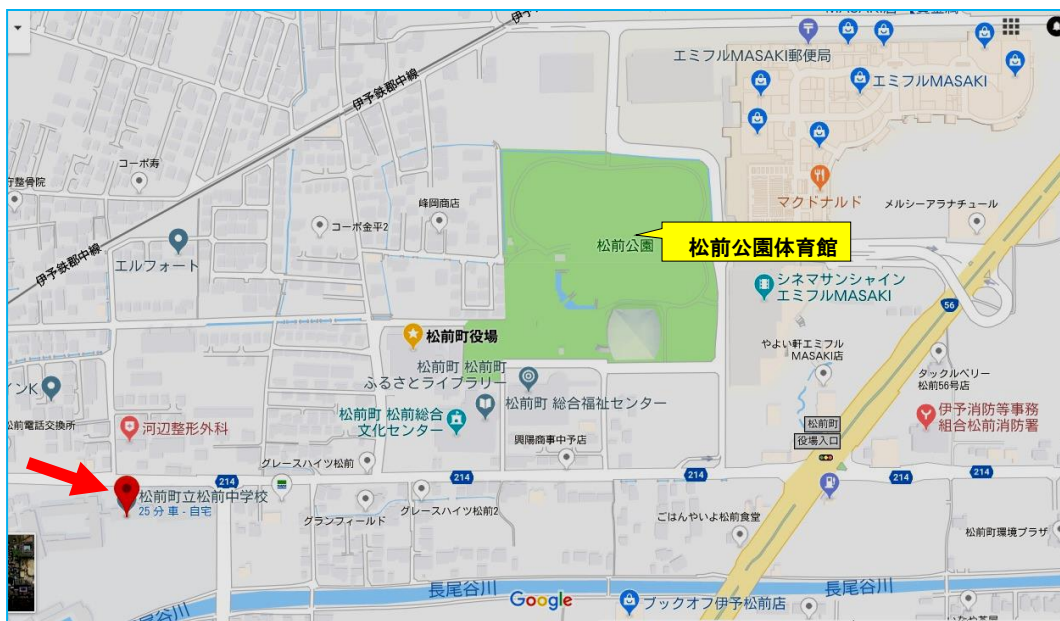 エミフルMASAKI郵便局
エミフルMASAKI
伊予鉄郡中線
コーポ寿
整骨院
峰岡商店
マクドナルド
メルシーアラナチュール
コーポ金平2
松前公園
松前公園体育館
エルフォート
伊予鉄郡中線
シネマサンシャイン
エミフルMASAKI
56
松前町役場
やよい軒エミフル
MASAKI店
松前町 松前町
ふるさとライブラリー
タックルベリー
松前56号店
インK
松前町 総合福祉センター
松前町 松前総合
文化センター
伊予消防等事務
組合松前消防署
松前電話交換所
河辺整形外科
松前町
役場入口
興陽商事中予店
グレースハイツ松前
214
214
214
214
松前町立松前中学校
25 分 車 - 自宅
グランフィールド
グレースハイツ松前2
ごはんやいよ松前食堂
松前町環境プラザ
長尾谷川
長尾谷川
長尾谷川
Google
ブックオフ伊予松前店